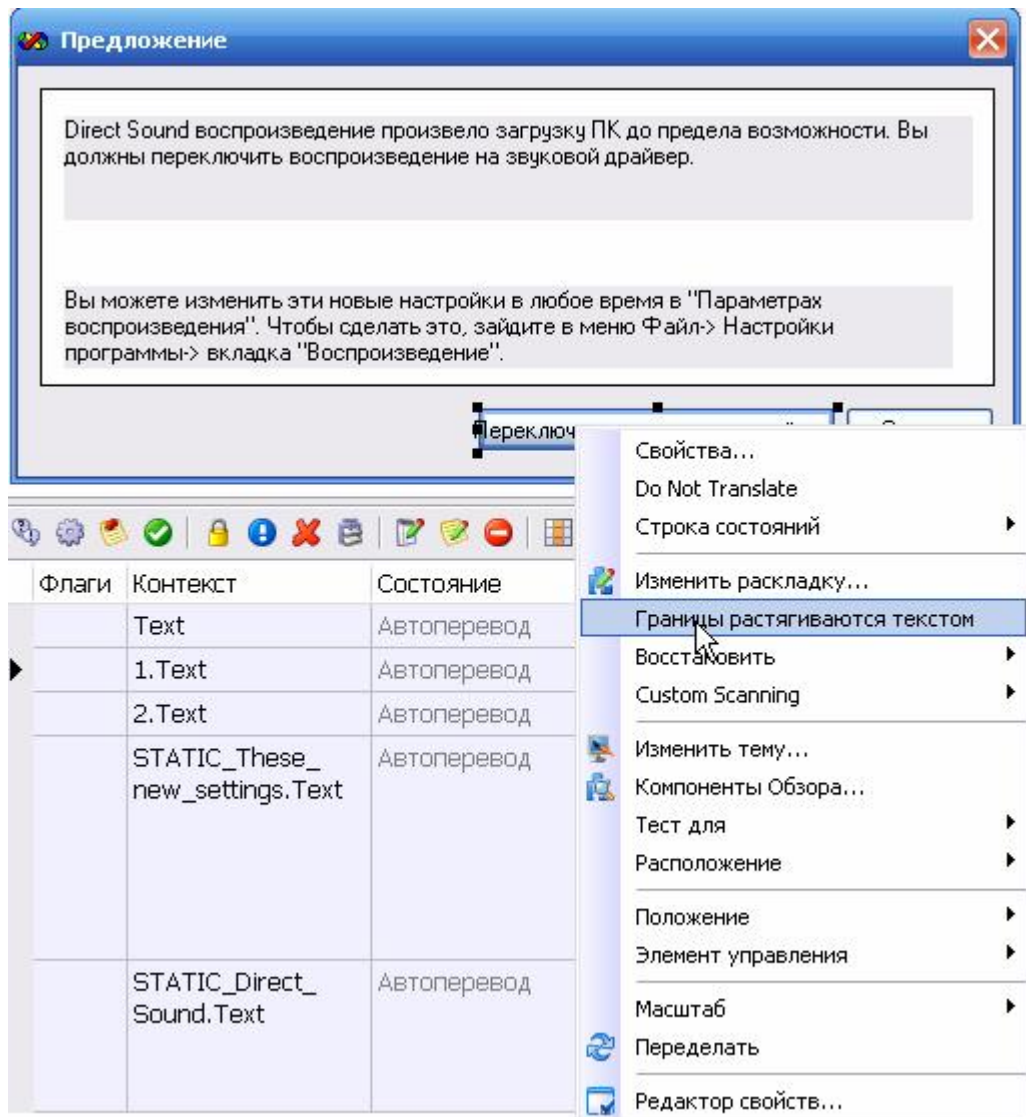 Предложение
Direct Sound воспроизведение произвело загрузку ПК до предела возможности. Вы
должны переключить воспроизведение на звуковой драйвер.
Вы можете изменить эти новые настройки в любое время в "Параметрах
воспроизведения". Чтобы сделать это, зайдите в меню Файл-> Настройки
программы-> вкладка "Воспроизведение".
Переключ
Свойства...
Do Not Translate
Строка состояний
Изменить раскладку...
Границы растягиваются текстом
Восстановить
Custom Scanning
Изменить тему...
Компоненты Обзора...
Тест для
Расположение
Положение
Элемент управления
Масштаб
Переделать
Редактор свойств...
Флаги Контекст Состояние
Text Автоперевод
1.Text Автоперевод
2.Text Автоперевод
STATIC_These_ Автоперевод
new_settings.Text
STATIC_Direct_ Автоперевод
Sound.Text